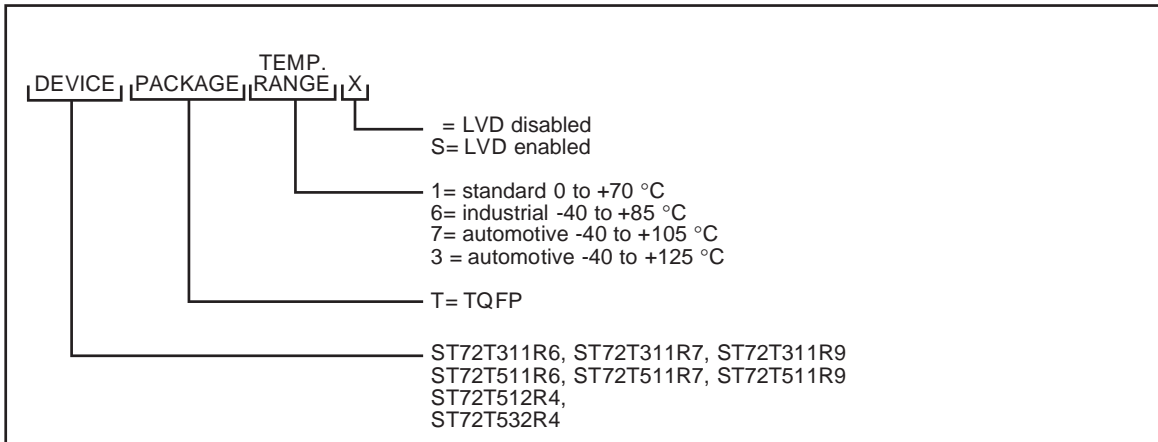 TEMP.
DEVICE PACKAGE RANGE X
= LVD disabled
S= LVD enabled
1= standard 0 to +70 °C
6= industrial -40 to +85 °C
7= automotive -40 to +105 °C
3 = automotive -40 to +125 °C
T= TQFP
ST72T311R6, ST72T311R7, ST72T311R9
ST72T511R6, ST72T511R7, ST72T511R9
ST72T512R4,
ST72T532R4